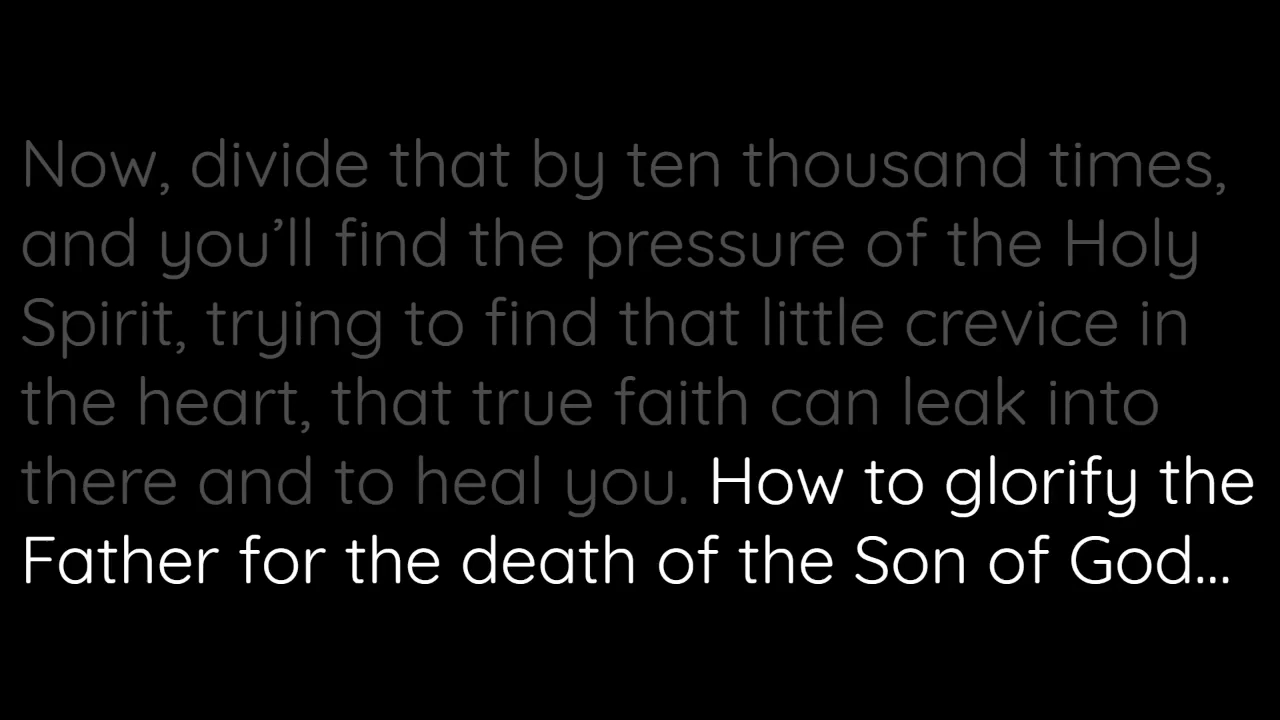 Now, divide that by ten thousand times,
and you’ll find the pressure of the Holy
Spirit, trying to find that little crevice in
the heart, that true faith can leak into
there and to heal you. How to glorify the
Father for the death of the Son of God...